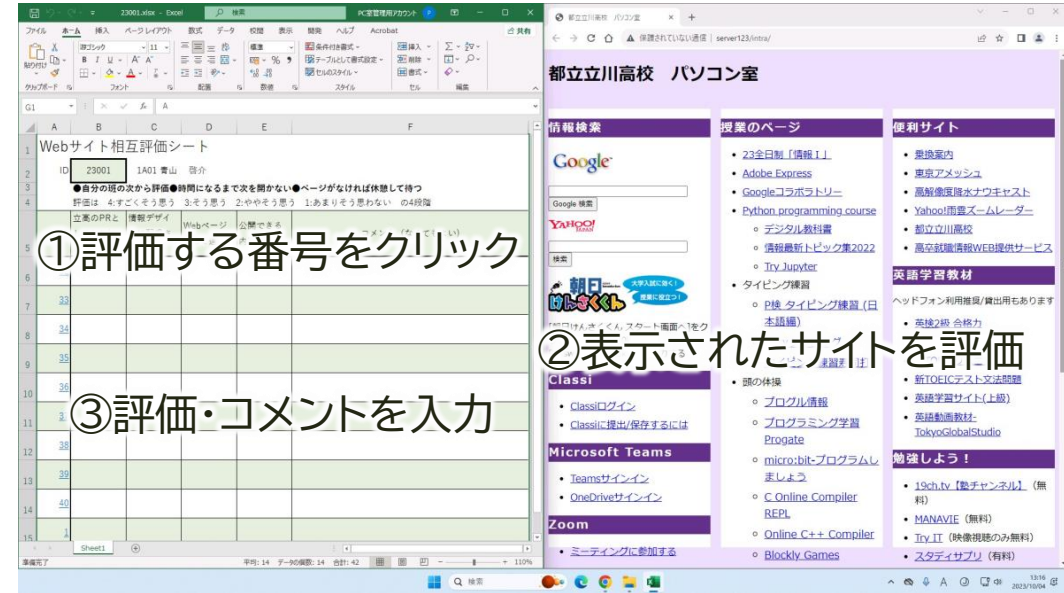 23001.xlsx - Excel
検索
PC室管理用アカウント
ファイル ホーム 挿入 ページ レイアウト 数式 データ 校閲 表示 開発 ヘルプ Acrobat 共有
貼り付け
游ゴシック 11
B I U A A
標準
条件付き書式
テーブルとして書式設定
セルのスタイル
挿入
削除
書式
クリップボード フォント 配置 数値 スタイル セル 編集
G1 fx A
A B C D E F
1 Webサイト相互評価シート
2 ID 23001 1A01 青山 啓介
3 ●自分の班の次から評価●時間になるまで次を開かない●ページがなければ休憩して待つ
4 評価は 4:すごくそう思う 3:そう思う 2:ややそう思う 1:あまりそう思わない の4段階
5 立高のPRと 情報デザイ Webページ 公開できる
①評価する番号をクリック
6
7 33
8 34
9 35
10 36
③評価・コメントを入力
11
12 38
13 39
14 40
15 1
Sheet1
準備完了 平均: 14 データの個数: 14 合計: 42 110%
都立立川高校 パソコン室
保護されていない通信 server123/intra/
都立立川高校 パソコン室
情報検索
Google
Google 検索
YAHOO!
JAPAN
検索
朝日けんさくくん
大学入試に効く!
授業に役立つ!
②表示されたサイトを評価
Classi
• Classiログイン
• Classiに提出/保存するには
Microsoft Teams
• Teamsサインイン
• OneDriveサインイン
Zoom
• ミーティングに参加する
授業のページ
• 23全日制「情報Ⅰ」
• Adobe Express
• Googleコラボラトリー
• Python programming course
○ デジタル教科書
○ 情報最新トピック集2022
○ Try Jupyter
• タイピング練習
○ P検 タイピング練習 (日本語編)
• 頭の体操
○ プログル情報
○ プログラミング学習
Progate
○ micro:bit-プログラムし
ましょう
○ C Online Compiler
REPL
○ Online C++ Compiler
○ Blockly Games
便利サイト
• 乗換案内
• 東京アメッシュ
• 高解像度降水ナウキャスト
• Yahoo!雨雲ズームレーダー
• 都立立川高校
• 高卒就職情報WEB提供サービス
英語学習教材
ヘッドフォン利用推奨/貸出用もあります
• 英検2級 合格力
• 新TOEICテスト文法問題
• 英語学習サイト(上級)
• 英語動画教材-
TokyoGlobalStudio
勉強しよう!
• 19ch.tv【塾チャンネル】 (無
料)
• MANAVIE (無料)
• Try IT (映像視聴のみ無料)
• スタディサプリ (有料)
検索
13:16
2023/10/04